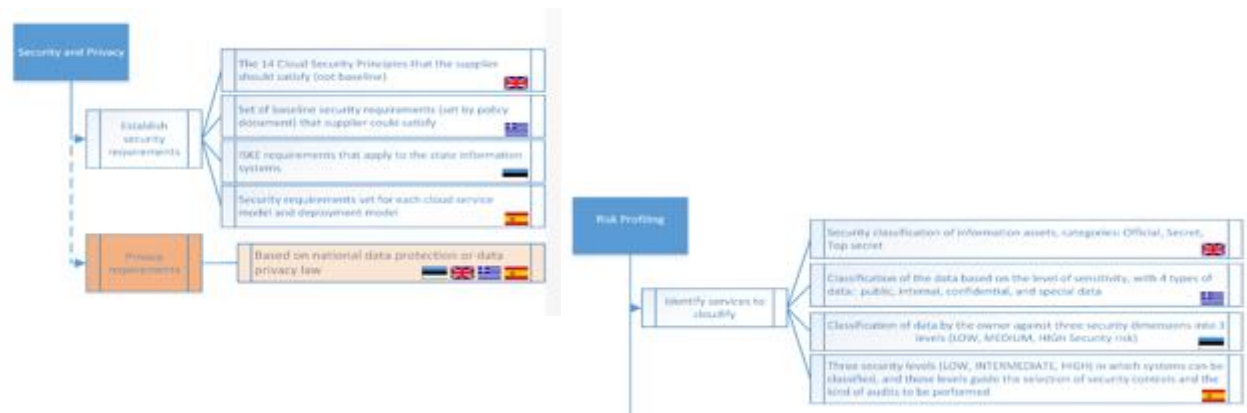 Security and Privacy
The 14 Cloud Security Principles that the supplier
should satisfy (not baseline)
Set of baseline security requirements (set by policy
document) that supplier could satisfy
Establish
security
requirements
ISKE requirements that apply to the state information
systems
Security requirements set for each cloud service
model and deployment model
Privacy
requirements
Based on national data protection or data
privacy law
Risk Profiling
Security classification of information assets, categories: Official, Secret,
Top secret
Classification of the data based on the level of sensitivity, with 4 types of
data: public, internal, confidential, and special data
Identify services to
cloudify
Classification of data by the owner against three security dimensions into 3
levels (LOW, MEDIUM, HIGH Security risk)
Three security levels (LOW, INTERMEDIATE, HIGH) in which systems can be
classified, and these levels guide the selection of security controls and the
kind of audits to be performed